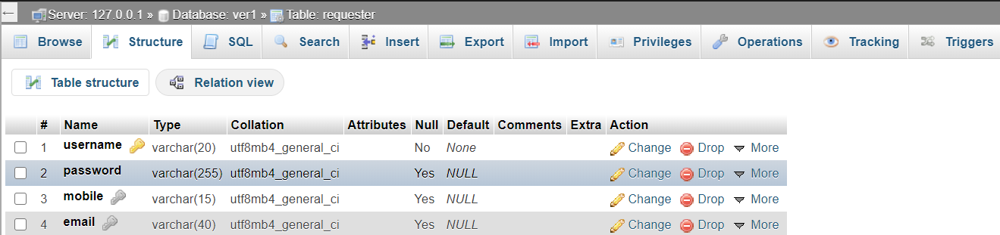 ← Server: 127.0.0.1 » Database: ver1 » Table: requester
Browse Structure SQL Search Insert Export Import Privileges Operations Tracking Triggers
Table structure Relation view
# Name Type Collation Attributes Null Default Comments Extra Action
1 username varchar(20) utf8mb4_general_ci No None Change Drop More
2 password varchar(255) utf8mb4_general_ci Yes NULL Change Drop More
3 mobile varchar(15) utf8mb4_general_ci Yes NULL Change Drop More
4 email varchar(40) utf8mb4_general_ci Yes NULL Change Drop More